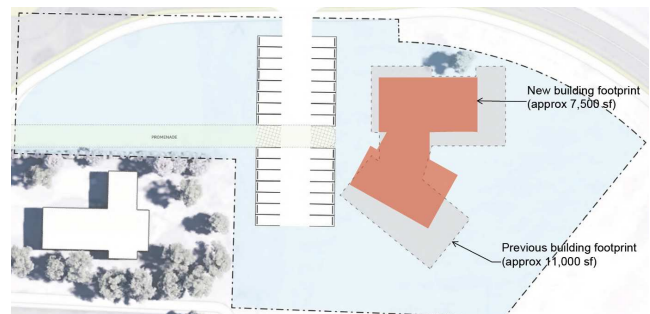 New building footprint
(approx 7,500 sf)
PROMENADE
Previous building footprint
(approx 11,000 sf)